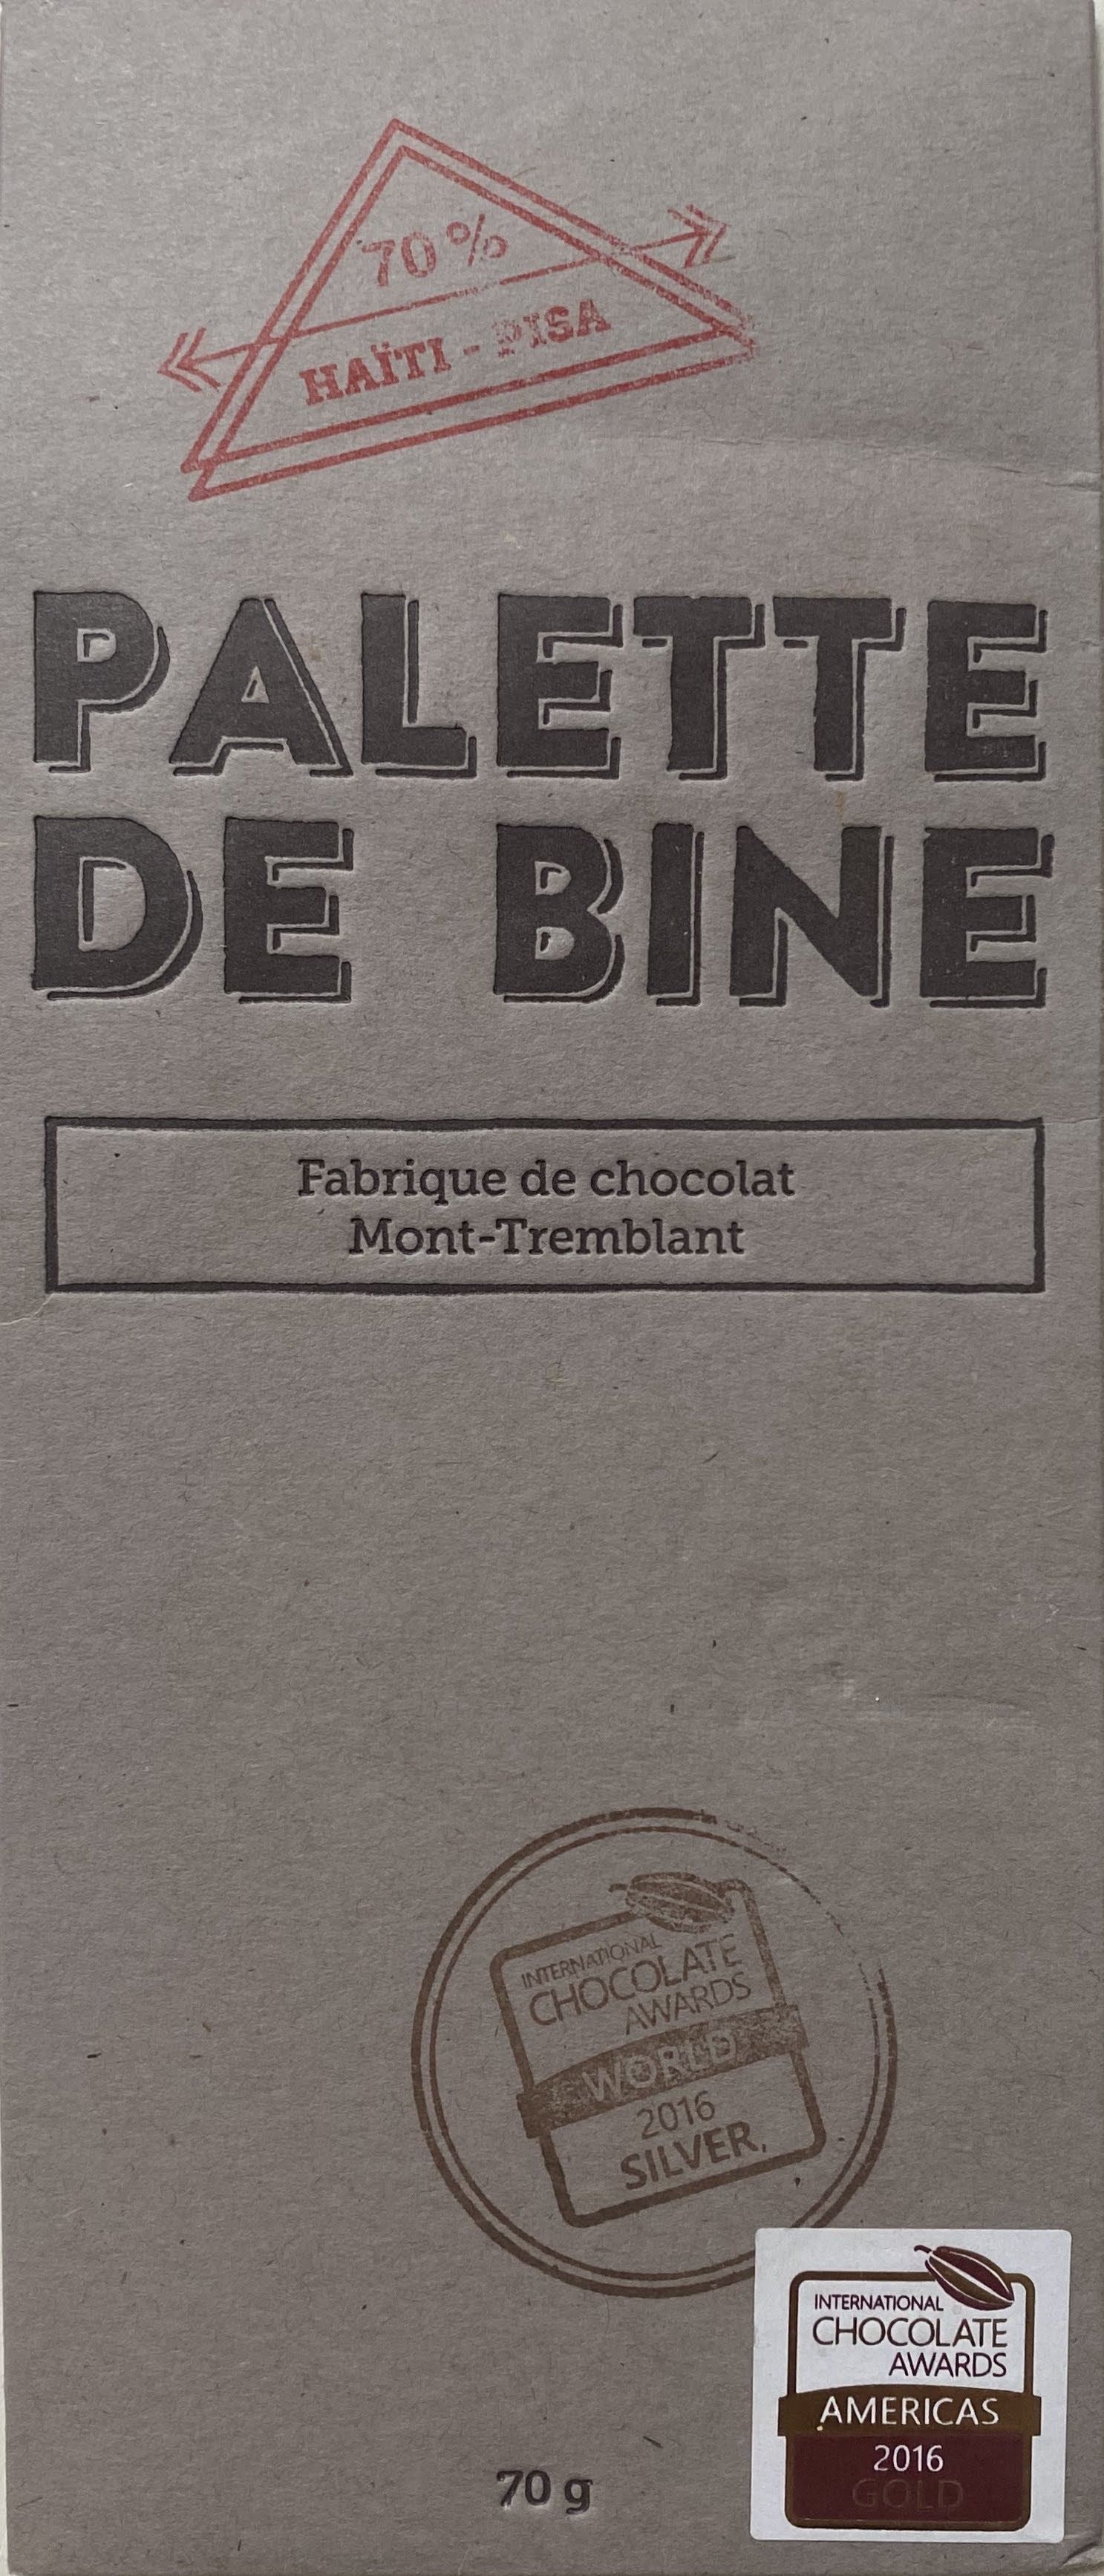 70 %
HAÏTI - PISA
PALETTE
DE BINE
Fabrique de chocolat
Mont-Tremblant
INTERNATIONAL
CHOCOLATE
AWARDS
WORLD
2016
SILVER.
INTERNATIONAL
CHOCOLATE
AWARDS
AMERICAS
2016
GOLD
70 g